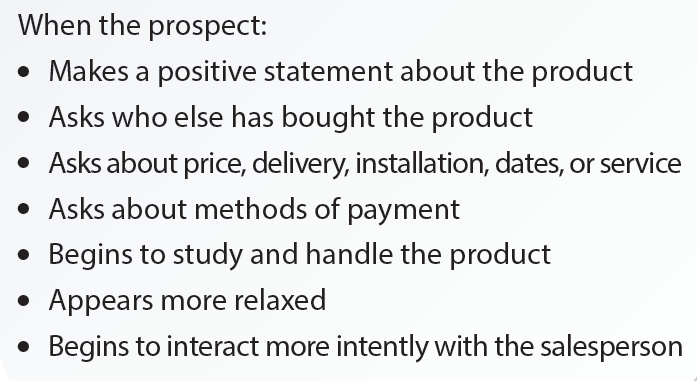 When the prospect:
• Makes a positive statement about the product
• Asks who else has bought the product
• Asks about price, delivery, installation, dates, or service
• Asks about methods of payment
• Begins to study and handle the product
• Appears more relaxed
• Begins to interact more intently with the salesperson